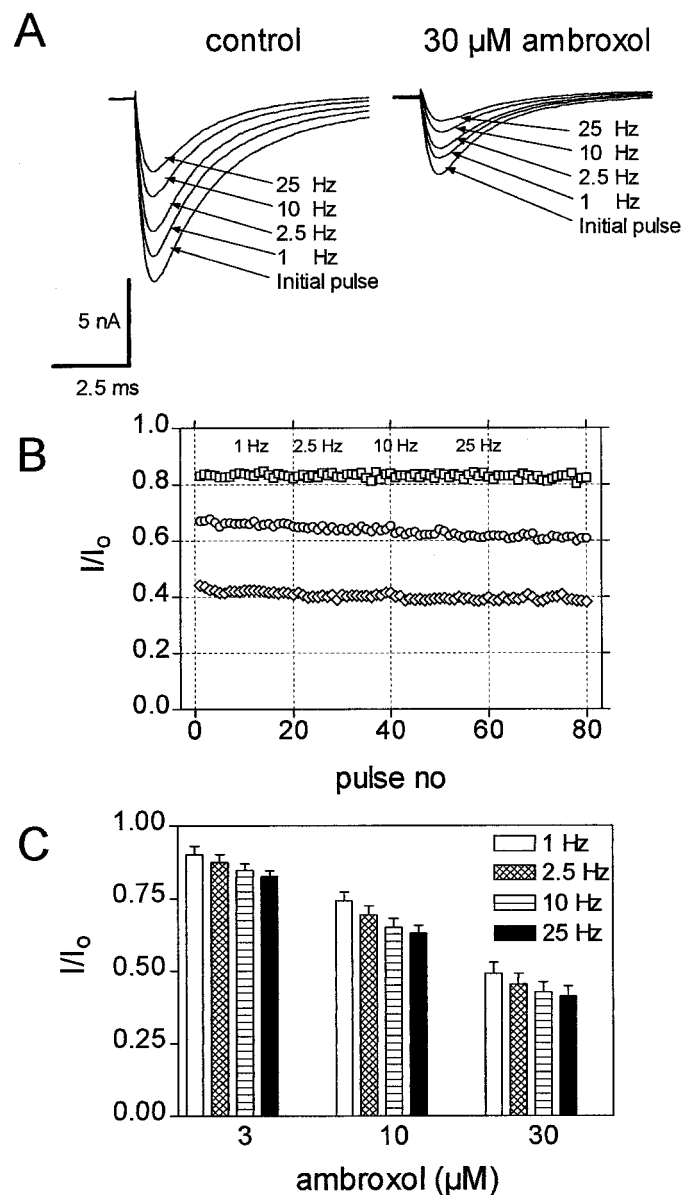 A
control
30 µM ambroxol
25 Hz
10 Hz
2.5 Hz
1 Hz
Initial pulse
25 Hz
10 Hz
2.5 Hz
1 Hz
Initial pulse
5 nA
2.5 ms
B
1.0
0.8
0.6
0.4
0.2
0.0
I/Io
1 Hz
2.5 Hz
10 Hz
25 Hz
0
20
40
60
80
pulse no
C
1.00
0.75
0.50
0.25
0.00
I/Io
1 Hz
2.5 Hz
10 Hz
25 Hz
3
10
30
ambroxol (µM)